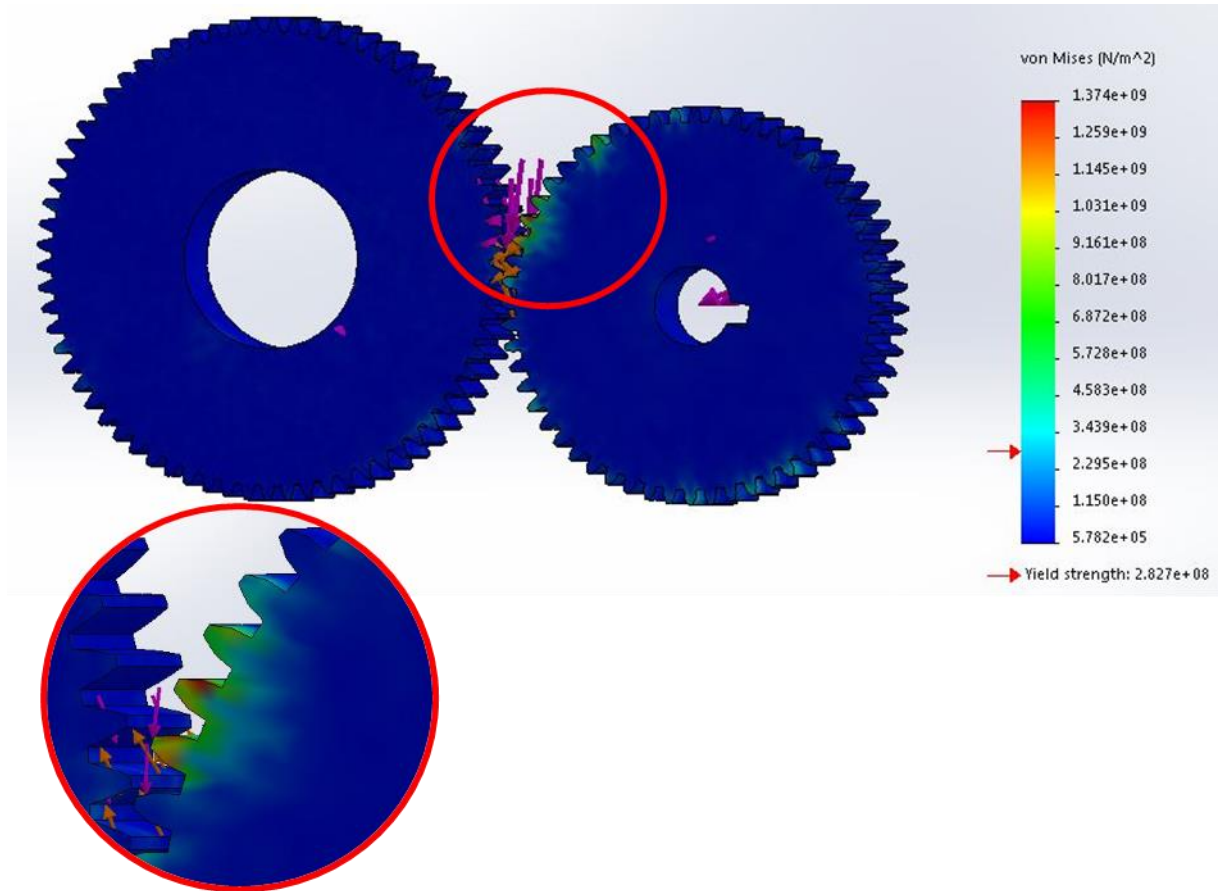 von Mises (N/m^2)
1.374e+09
1.259e+09
1.145e+09
1.031e+09
9.161e+08
8.017e+08
6.872e+08
5.728e+08
4.583e+08
3.439e+08
2.295e+08
1.150e+08
5.782e+05
Yield strength: 2.827e+08